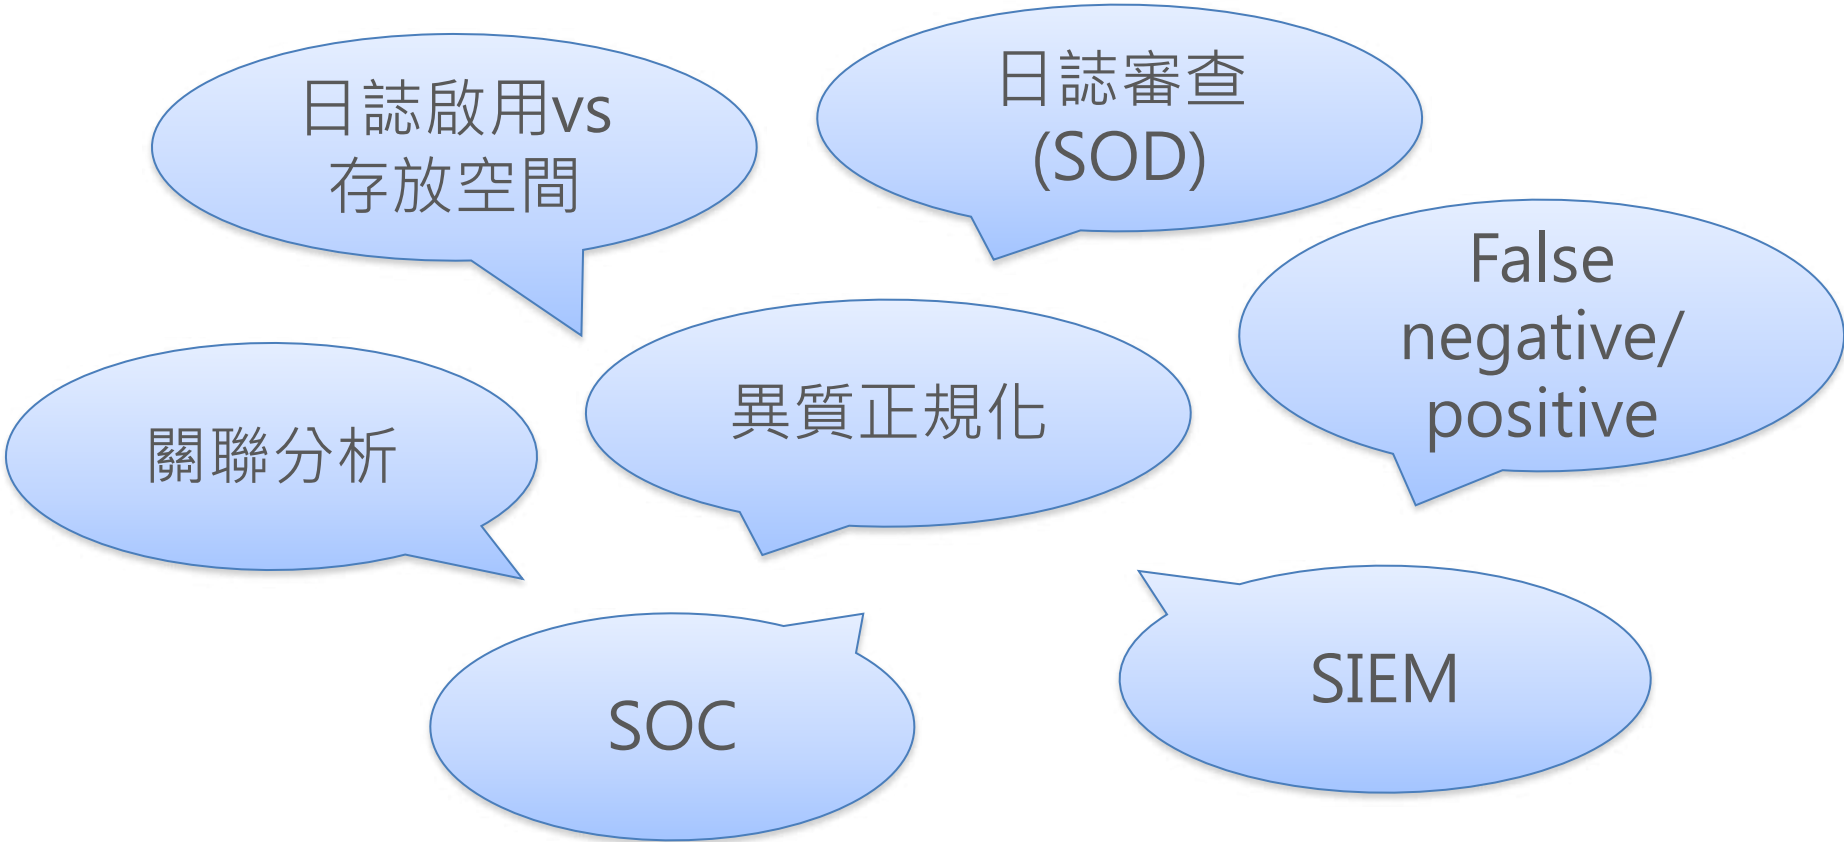 日誌啟用vs
存放空間
日誌審查
(SOD)
False
negative/
positive
關聯分析
異質正規化
SOC
SIEM